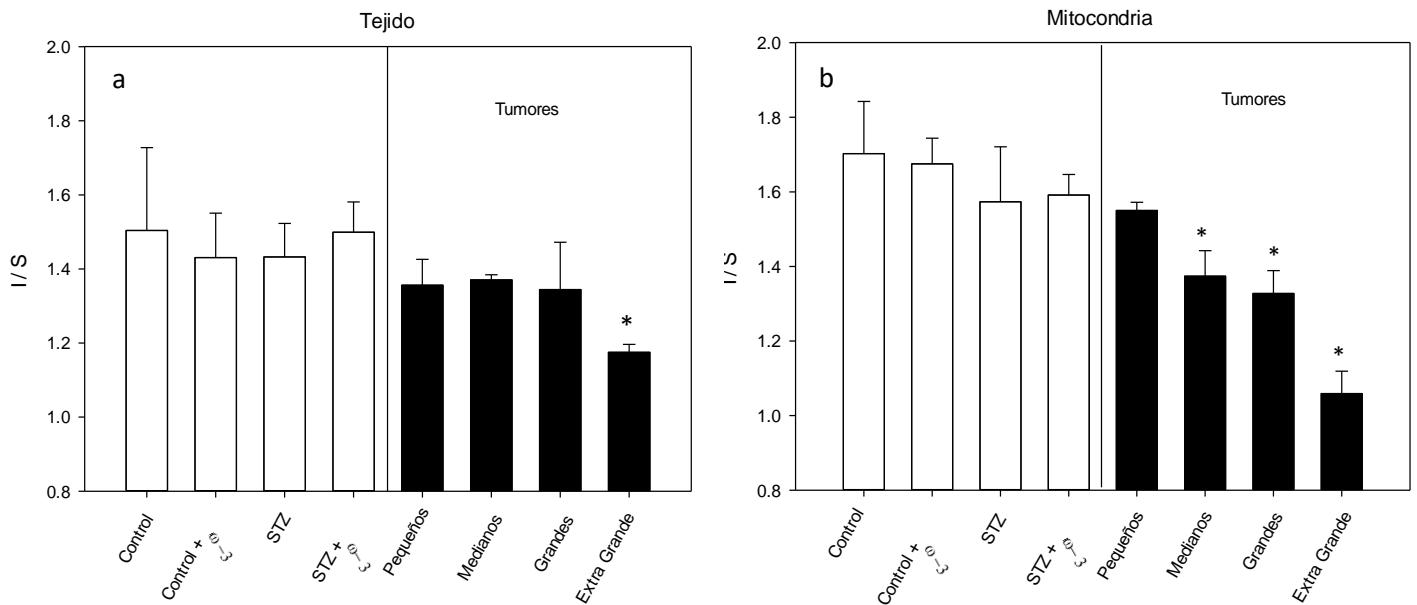 Tejido
a
Tumores
2.0
1.8
1.6
1.4
1.2
1.0
0.8
I / S
*
Control
Control + ω-3
STZ
STZ + ω-3
Pequeños
Medianos
Grandes
Extra Grande
Mitocondria
b
Tumores
2.0
1.8
1.6
1.4
1.2
1.0
0.8
I / S
*
*
*
Control
Control + ω-3
STZ
STZ + ω-3
Pequeños
Medianos
Grandes
Extra Grande